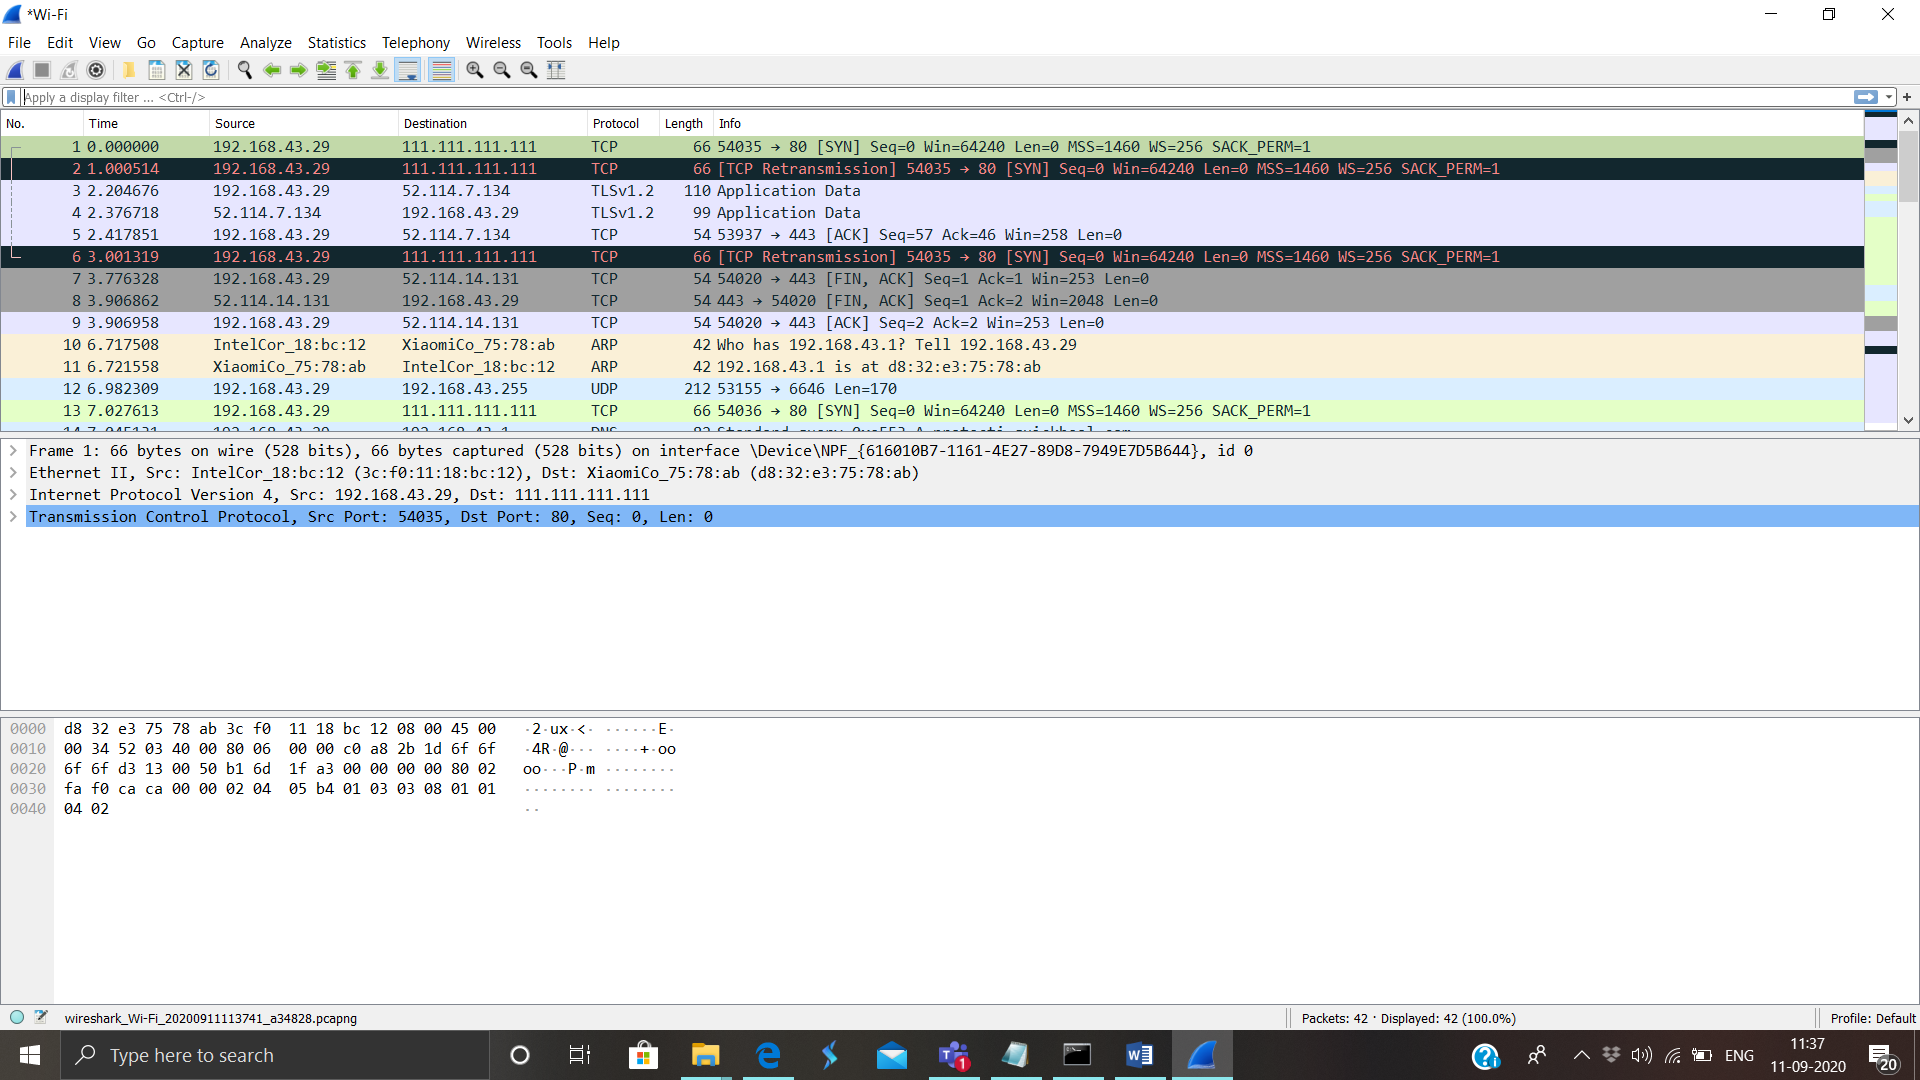 *Wi-Fi
File Edit View Go Capture Analyze Statistics Telephony Wireless Tools Help
Apply a display filter ... <Ctrl-/>
No. Time Source Destination Protocol Length Info
1 0.000000 192.168.43.29 111.111.111.111 TCP 66 54035 → 80 [SYN] Seq=0 Win=64240 Len=0 MSS=1460 WS=256 SACK_PERM=1
2 1.000514 192.168.43.29 111.111.111.111 TCP 66 [TCP Retransmission] 54035 → 80 [SYN] Seq=0 Win=64240 Len=0 MSS=1460 WS=256 SACK_PERM=1
3 2.204676 192.168.43.29 52.114.7.134 TLSv1.2 110 Application Data
4 2.376718 52.114.7.134 192.168.43.29 TLSv1.2 99 Application Data
5 2.417851 192.168.43.29 52.114.7.134 TCP 54 53937 → 443 [ACK] Seq=57 Ack=46 Win=258 Len=0
6 3.001319 192.168.43.29 111.111.111.111 TCP 66 [TCP Retransmission] 54035 → 80 [SYN] Seq=0 Win=64240 Len=0 MSS=1460 WS=256 SACK_PERM=1
7 3.776328 192.168.43.29 52.114.14.131 TCP 54 54020 → 443 [FIN, ACK] Seq=1 Ack=1 Win=253 Len=0
8 3.906862 52.114.14.131 192.168.43.29 TCP 54 443 → 54020 [FIN, ACK] Seq=1 Ack=2 Win=2048 Len=0
9 3.906958 192.168.43.29 52.114.14.131 TCP 54 54020 → 443 [ACK] Seq=2 Ack=2 Win=253 Len=0
10 6.717508 IntelCor_18:bc:12 XiaomiCo_75:78:ab ARP 42 Who has 192.168.43.1? Tell 192.168.43.29
11 6.721558 XiaomiCo_75:78:ab IntelCor_18:bc:12 ARP 42 192.168.43.1 is at d8:32:e3:75:78:ab
12 6.982309 192.168.43.29 192.168.43.255 UDP 212 53155 → 6646 Len=170
13 7.027613 192.168.43.29 111.111.111.111 TCP 66 54036 → 80 [SYN] Seq=0 Win=64240 Len=0 MSS=1460 WS=256 SACK_PERM=1
Frame 1: 66 bytes on wire (528 bits), 66 bytes captured (528 bits) on interface \Device\NPF_{616010B7-1161-4E27-89D8-7949E7D5B644}, id 0
Ethernet II, Src: IntelCor_18:bc:12 (3c:f0:11:18:bc:12), Dst: XiaomiCo_75:78:ab (d8:32:e3:75:78:ab)
Internet Protocol Version 4, Src: 192.168.43.29, Dst: 111.111.111.111
Transmission Control Protocol, Src Port: 54035, Dst Port: 80, Seq: 0, Len: 0
0000 d8 32 e3 75 78 ab 3c f0 11 18 bc 12 08 00 45 00 ·2·ux·<· ······E·
0010 00 34 52 03 40 00 80 06 00 00 c0 a8 2b 1d 6f 6f ·4R·@··· ····+·oo
0020 6f 6f d3 13 00 50 b1 6d 1f a3 00 00 00 00 80 02 oo···P·m ········
0030 fa f0 ca ca 00 00 02 04 05 b4 01 03 03 08 01 01 ········ ········
0040 04 02 ··
wireshark_Wi-Fi_20200911113741_a34828.pcapng Packets: 42 · Displayed: 42 (100.0%) Profile: Default
Type here to search 1 ENG 11:37
11-09-2020 20